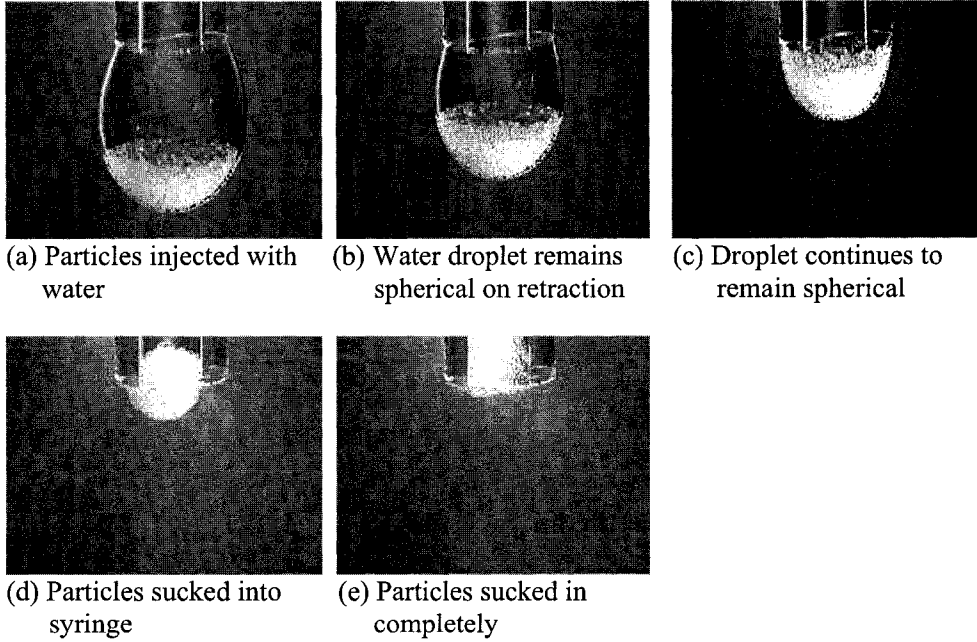 (a) Particles injected with
water
(b) Water droplet remains
spherical on retraction
(c) Droplet continues to
remain spherical
(d) Particles sucked into
syringe
(e) Particles sucked in
completely